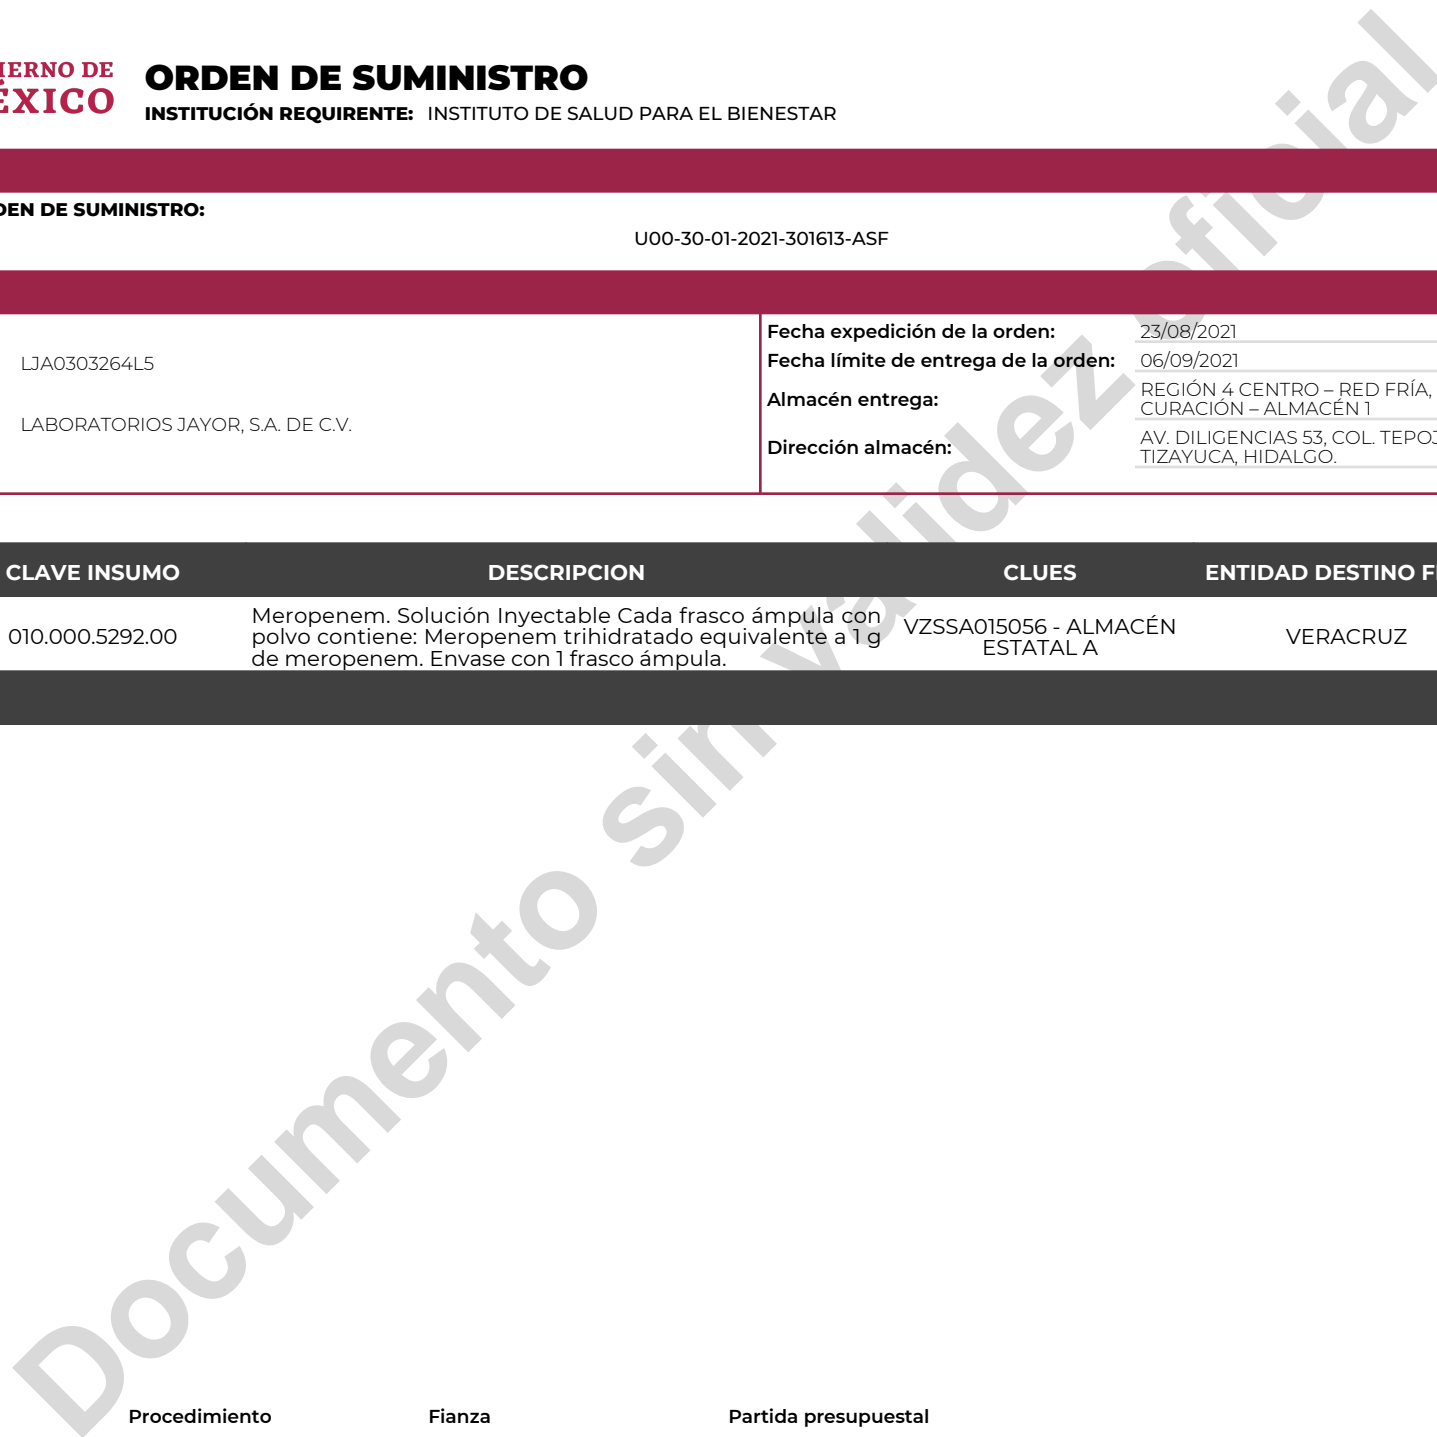 IERNO DE
ÉXICO
ORDEN DE SUMINISTRO
INSTITUCIÓN REQUIRENTE: INSTITUTO DE SALUD PARA EL BIENESTAR
DEN DE SUMINISTRO:
U00-30-01-2021-301613-ASF
LJA0303264L5
LABORATORIOS JAYOR, S.A. DE C.V.
Fecha expedición de la orden: 23/08/2021
Fecha límite de entrega de la orden: 06/09/2021
Almacén entrega: REGIÓN 4 CENTRO – RED FRÍA,
CURACIÓN – ALMACÉN 1
Dirección almacén: AV. DILIGENCIAS 53, COL. TEPOJ
TIZAYUCA, HIDALGO.
CLAVE INSUMO DESCRIPCION CLUES ENTIDAD DESTINO FI
010.000.5292.00
Meropenem. Solución Inyectable Cada frasco ámpula con
polvo contiene: Meropenem trihidratado equivalente a 1 g
de meropenem. Envase con 1 frasco ámpula.
VZSSA015056 - ALMACÉN
ESTATAL A
VERACRUZ
Documento sin validez oficial
Procedimiento Fianza Partida presupuestal